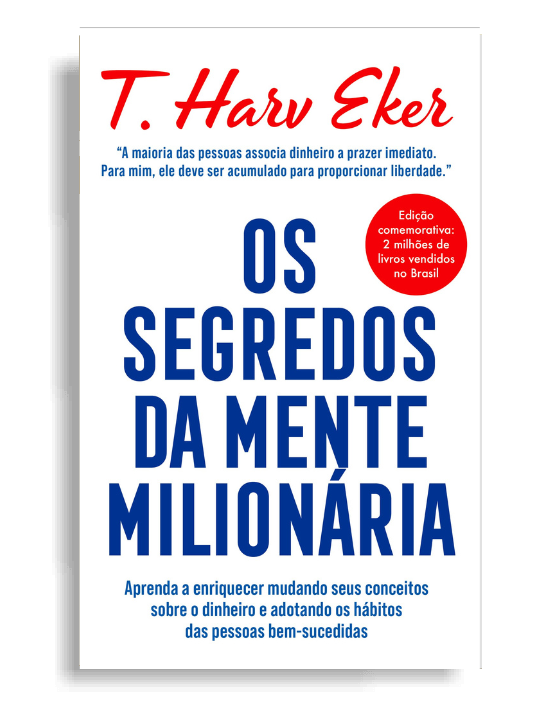 T. Harv Eker
“A maioria das pessoas associa dinheiro a prazer imediato.
Para mim, ele deve ser acumulado para proporcionar liberdade.”
Edição
comemorativa:
2 milhões de
livros vendidos
no Brasil
OS
SEGREDOS
DA MENTE
MILIONÁRIA
Aprenda a enriquecer mudando seus conceitos
sobre o dinheiro e adotando os hábitos
das pessoas bem-sucedidas